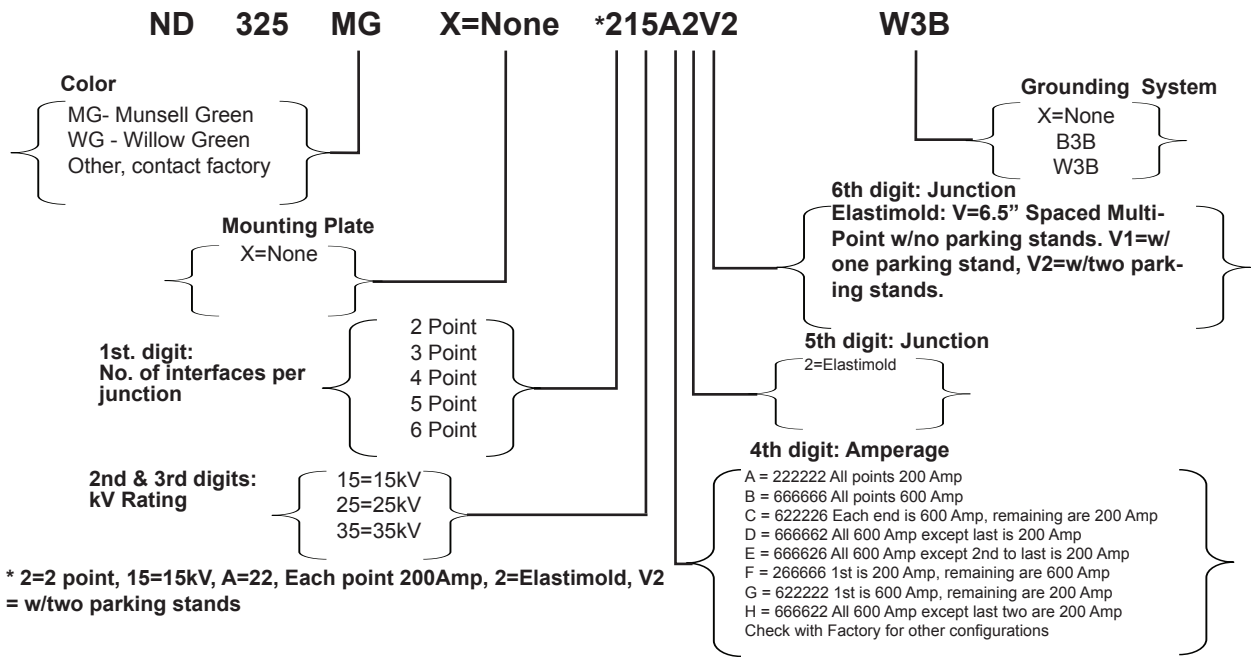 ND 325 MG X=None *215A2V2 W3B
Color
MG- Munsell Green
WG - Willow Green
Other, contact factory
Mounting Plate
X=None
1st. digit:
No. of interfaces per
junction
2 Point
3 Point
4 Point
5 Point
6 Point
2nd & 3rd digits:
kV Rating
15=15kV
25=25kV
35=35kV
* 2=2 point, 15=15kV, A=22, Each point 200Amp, 2=Elastimold, V2
= w/two parking stands
Grounding System
X=None
B3B
W3B
6th digit: Junction
Elastimold: V=6.5” Spaced Multi-
Point w/no parking stands. V1=w/
one parking stand, V2=w/two park-
ing stands.
5th digit: Junction
2=Elastimold
4th digit: Amperage
A = 222222 All points 200 Amp
B = 666666 All points 600 Amp
C = 622226 Each end is 600 Amp, remaining are 200 Amp
D = 666662 All 600 Amp except last is 200 Amp
E = 666626 All 600 Amp except 2nd to last is 200 Amp
F = 266666 1st is 200 Amp, remaining are 600 Amp
G = 622222 1st is 600 Amp, remaining are 200 Amp
H = 666622 All 600 Amp except last two are 200 Amp
Check with Factory for other configurations